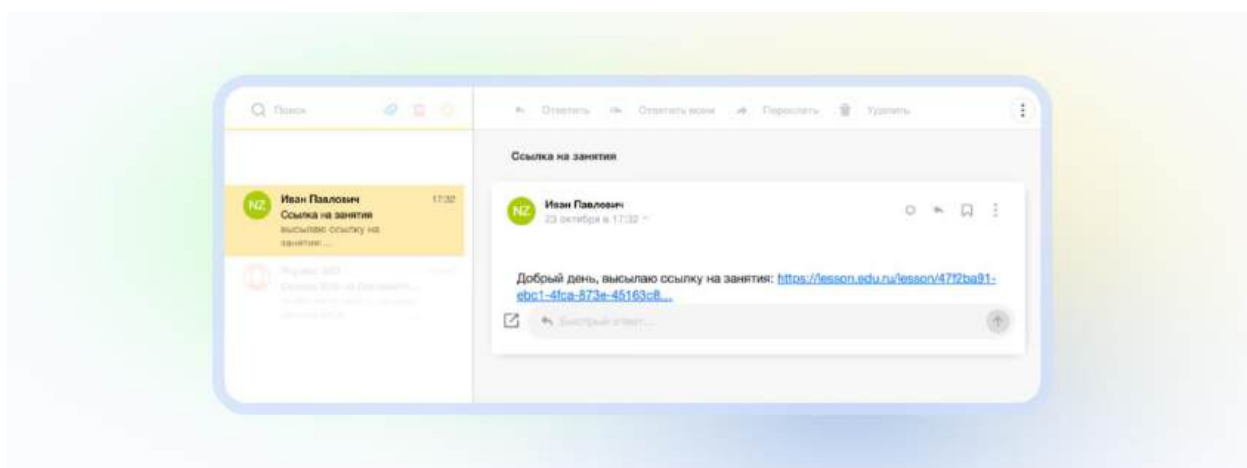 Поиск
Ответить Ответить всем Переслать Удалить
Ссылка на занятия
NZ Иван Павлович 17:32
Ссылка на занятия
высылаю ссылку на
занятия: ...
NZ Иван Павлович
23 октября в 17:32
Добрый день, высылаю ссылку на занятия: https://lesson.edu.ru/lesson/47f2ba91-
ebc1-4fca-873e-45163c8...
Быстрый ответ...